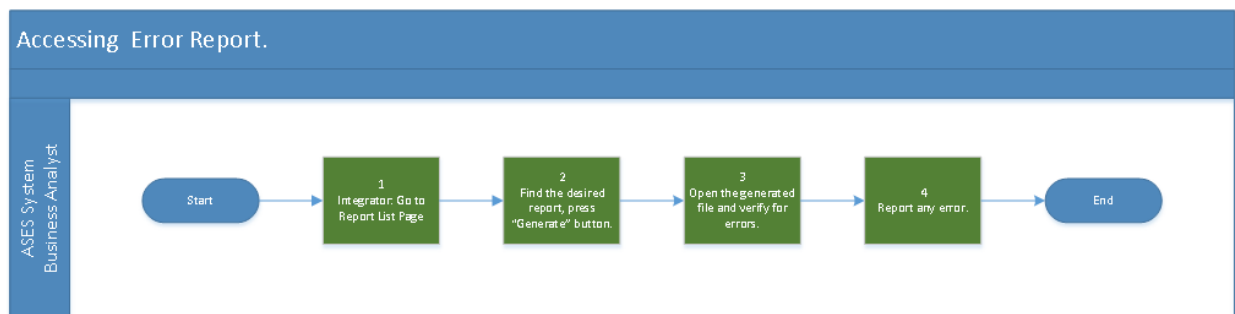 Accessing  Error Report.
ASES System
Business Analyst
Start
1
Integrator: Go to
Report List Page
2
Find the desired
report, press
“Generate” button.
3
Open the generated
file and verify for
errors.
4
Report any error.
End